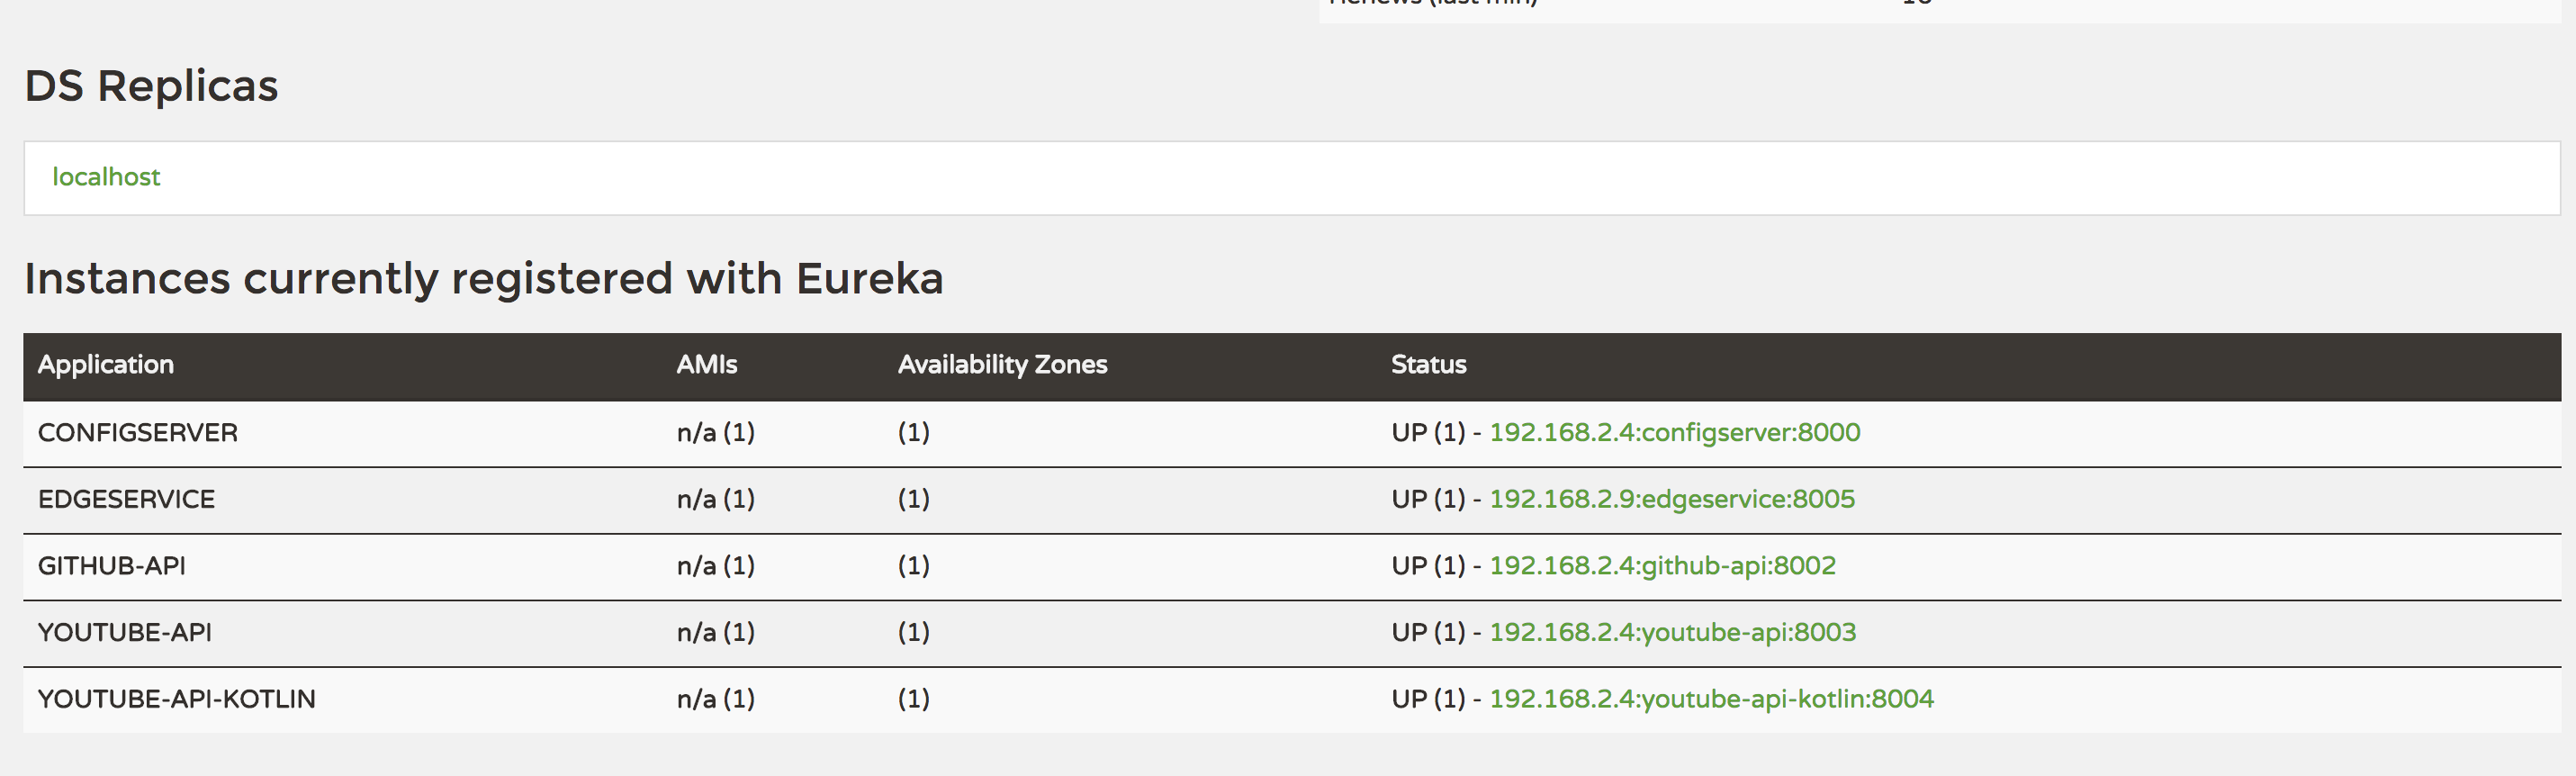 Renews (last min) 10
DS Replicas
localhost
Instances currently registered with Eureka
Application AMIs Availability Zones Status
CONFIGSERVER n/a (1) (1) UP (1) - 192.168.2.4:configserver:8000
EDGESERVICE n/a (1) (1) UP (1) - 192.168.2.9:edgeservice:8005
GITHUB-API n/a (1) (1) UP (1) - 192.168.2.4:github-api:8002
YOUTUBE-API n/a (1) (1) UP (1) - 192.168.2.4:youtube-api:8003
YOUTUBE-API-KOTLIN n/a (1) (1) UP (1) - 192.168.2.4:youtube-api-kotlin:8004